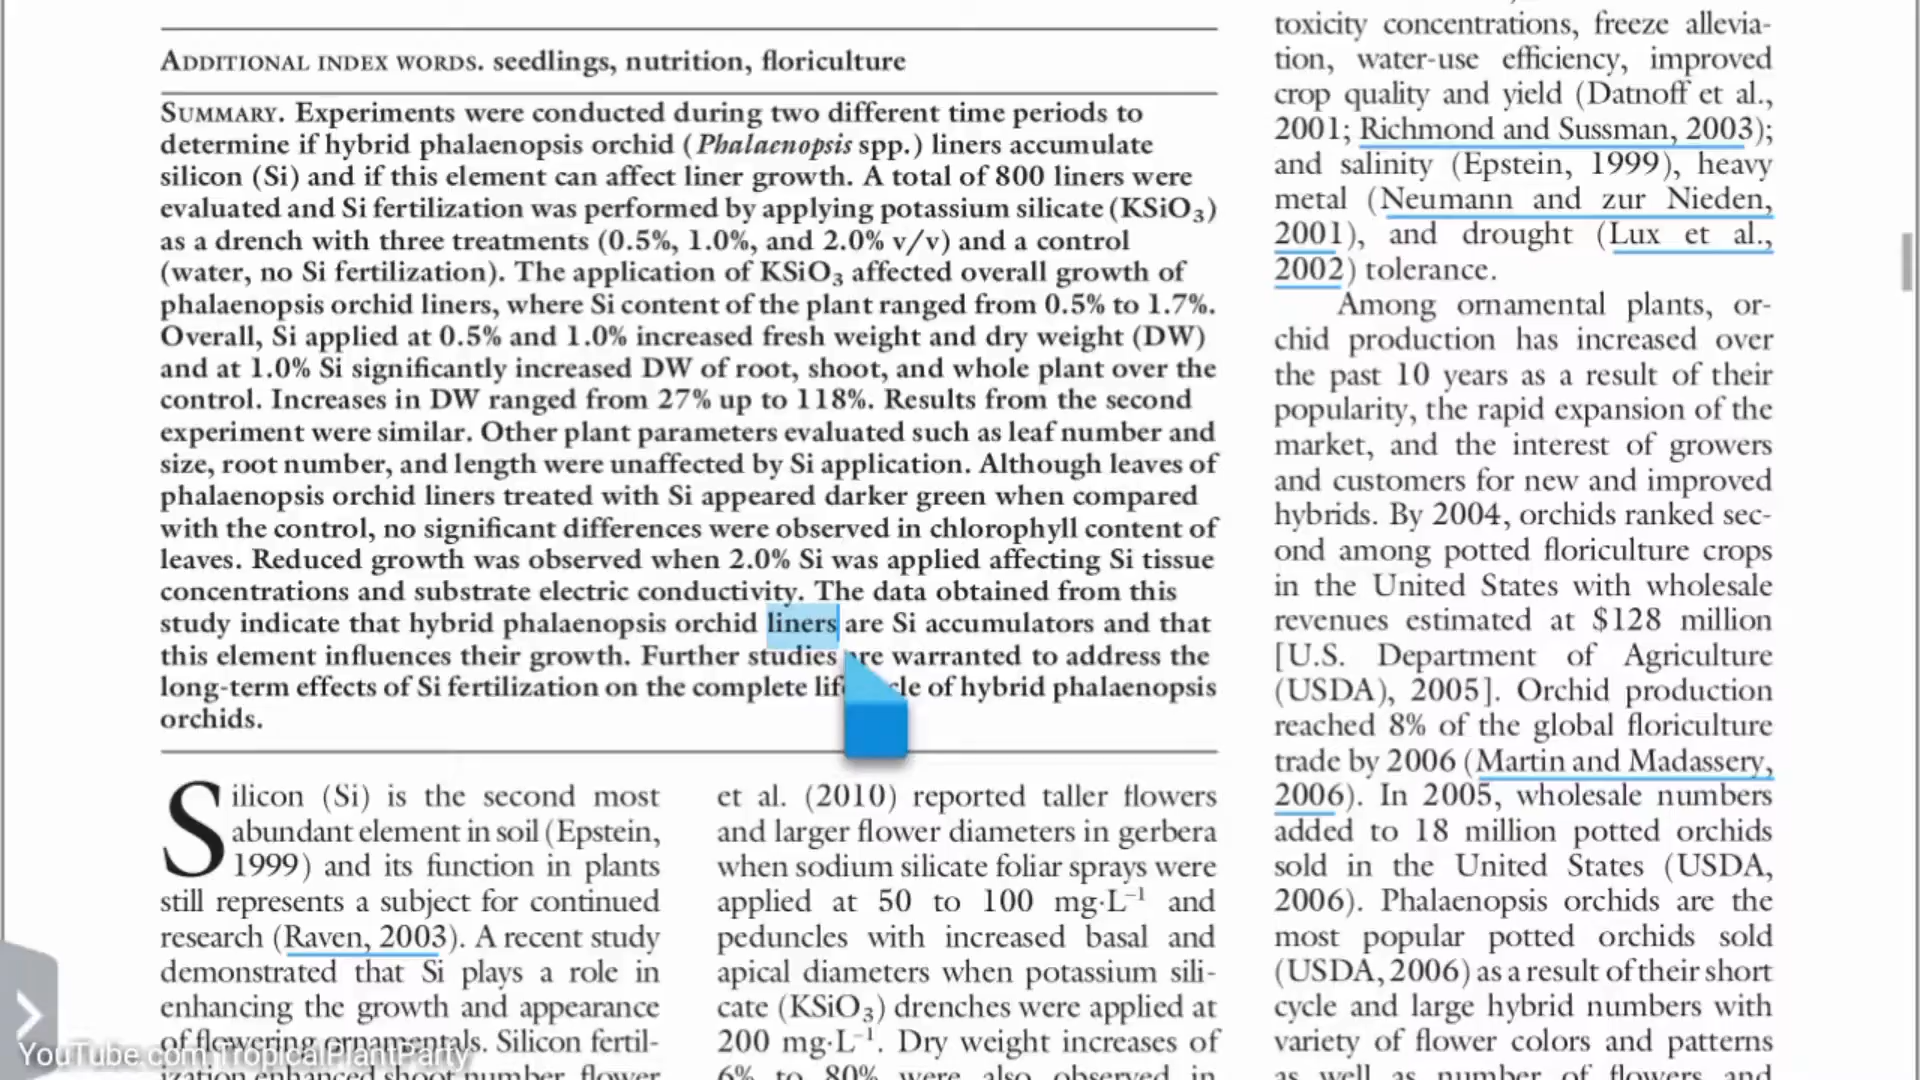 ADDITIONAL INDEX WORDS. seedlings, nutrition, floriculture
SUMMARY. Experiments were conducted during two different time periods to
determine if hybrid phalaenopsis orchid (Phalaenopsis spp.) liners accumulate
silicon (Si) and if this element can affect liner growth. A total of 800 liners were
evaluated and Si fertilization was performed by applying potassium silicate (KSiO3)
as a drench with three treatments (0.5%, 1.0%, and 2.0% v/v) and a control
(water, no Si fertilization). The application of KSiO3 affected overall growth of
phalaenopsis orchid liners, where Si content of the plant ranged from 0.5% to 1.7%.
Overall, Si applied at 0.5% and 1.0% increased fresh weight and dry weight (DW)
and at 1.0% Si significantly increased DW of root, shoot, and whole plant over the
control. Increases in DW ranged from 27% up to 118%. Results from the second
experiment were similar. Other plant parameters evaluated such as leaf number and
size, root number, and length were unaffected by Si application. Although leaves of
phalaenopsis orchid liners treated with Si appeared darker green when compared
with the control, no significant differences were observed in chlorophyll content of
leaves. Reduced growth was observed when 2.0% Si was applied affecting Si tissue
concentrations and substrate electric conductivity. The data obtained from this
study indicate that hybrid phalaenopsis orchid liners are Si accumulators and that
this element influences their growth. Further studies are warranted to address the
long-term effects of Si fertilization on the complete of hybrid phalaenopsis
orchids.
Silicon (Si) is the second most
abundant element in soil (Epstein,
1999) and its function in plants
still represents a subject for continued
research (Raven, 2003). A recent study
demonstrated that Si plays a role in
enhancing the growth and appearance
of flowering ornamentals. Silicon fertil-
ization enhanced shoot number, flower
et al. (2010) reported taller flowers
and larger flower diameters in gerbera
when sodium silicate foliar sprays were
applied at 50 to 100 mg·L−1 and
peduncles with increased basal and
apical diameters when potassium sili-
cate (KSiO3) drenches were applied at
200 mg·L−1. Dry weight increases of
6% to 80% were also observed in
toxicity concentrations, freeze allevia-
tion, water-use efficiency, improved
crop quality and yield (Datnoff et al.,
2001; Richmond and Sussman, 2003);
and salinity (Epstein, 1999), heavy
metal (Neumann and zur Nieden,
2001), and drought (Lux et al.,
2002) tolerance.
Among ornamental plants, or-
chid production has increased over
the past 10 years as a result of their
popularity, the rapid expansion of the
market, and the interest of growers
and customers for new and improved
hybrids. By 2004, orchids ranked sec-
ond among potted floriculture crops
in the United States with wholesale
revenues estimated at $128 million
[U.S. Department of Agriculture
(USDA), 2005]. Orchid production
reached 8% of the global floriculture
trade by 2006 (Martin and Madassery,
2006). In 2005, wholesale numbers
added to 18 million potted orchids
sold in the United States (USDA,
2006). Phalaenopsis orchids are the
most popular potted orchids sold
(USDA, 2006) as a result of their short
cycle and large hybrid numbers with
variety of flower colors and patterns
as well as number of flowers and
YouTube.com/TropicalPlantParty